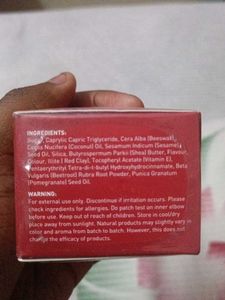 INGREDIENTS:
Sugar, Caprylic Capric Triglyceride, Cera Alba (Beeswax),
Cocos Nucifera (Coconut) Oil, Sesamum Indicum (Sesame)
Seed Oil, Silica, Butyrospermum Parkii (Shea) Butter, Flavour,
Colour, Illite (Red Clay), Tocopheryl Acetate (Vitamin E),
Pentaerythrityl Tetra-di-t-butyl Hydroxyhydrocinnamate, Beta
Vulgaris (Beetroot) Rubra Root Powder, Punica Granatum
(Pomegranate) Seed Oil.
WARNING:
For external use only. Discontinue if irritation occurs. Please
check ingredients for allergies. Do patch test on inner elbow
before use. Keep out of reach of children. Store in cool/dry
place away from sunlight. Natural products may slightly vary in
color and aroma from batch to batch. However, this does not
change the efficacy of products.